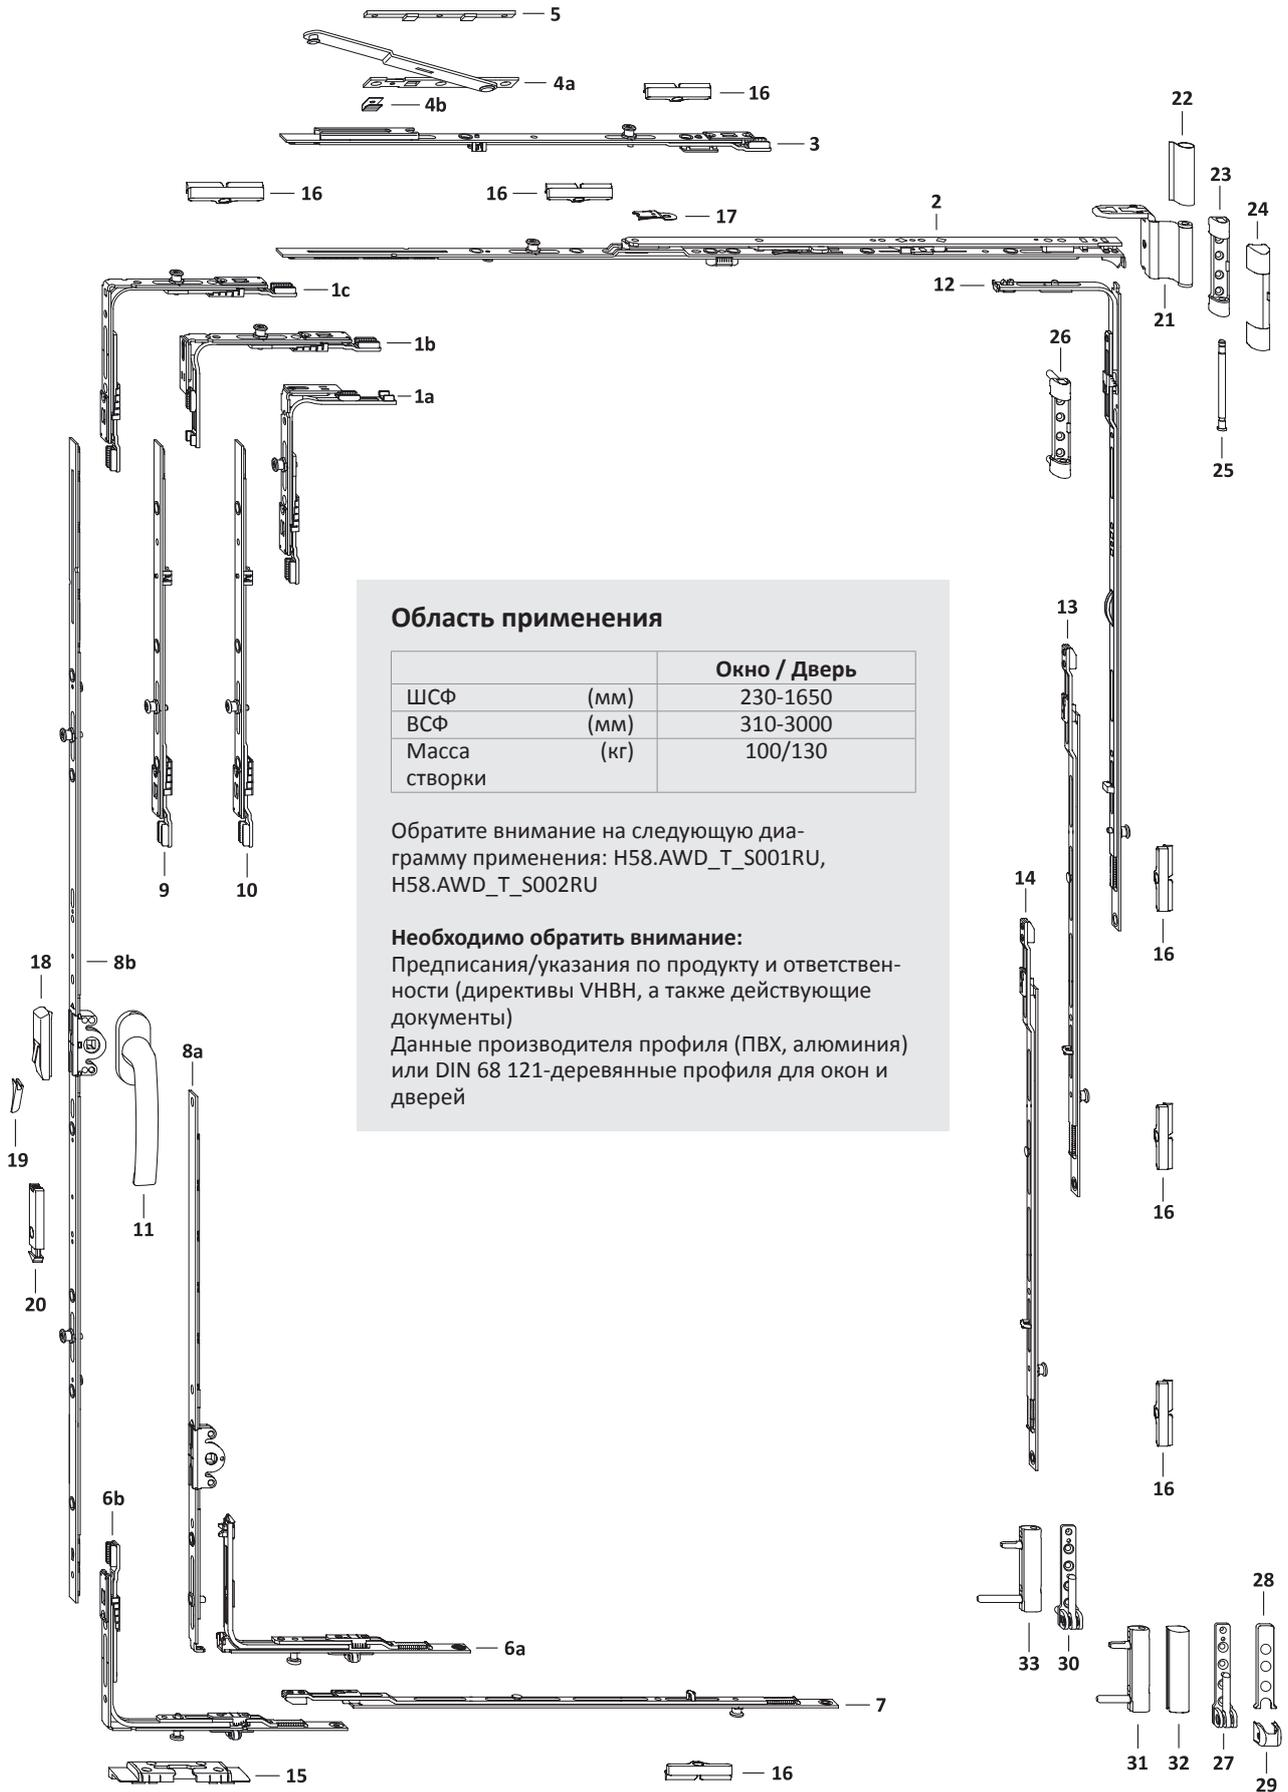 5
4a
4b
16
3
22
16
16
17
2
23
24
1c
12
21
1b
26
1a
25
Область применения
Окно / Дверь
ШСФ (мм) 230-1650
ВСФ (мм) 310-3000
Масса (кг) 100/130
створки
Обратите внимание на следующую диа-
грамму применения: H58.AWD_T_S001RU,
H58.AWD_T_S002RU
Необходимо обратить внимание:
Предписания/указания по продукту и ответствен-
ности (директивы VHBH, а также действующие
документы)
Данные производителя профиля (ПВХ, алюминия)
или DIN 68 121-деревянные профиля для окон и
дверей
13
9
10
14
16
18
8b
8a
19
11
16
20
16
6b
28
6a
33
30
7
31
32
27
29
15
16